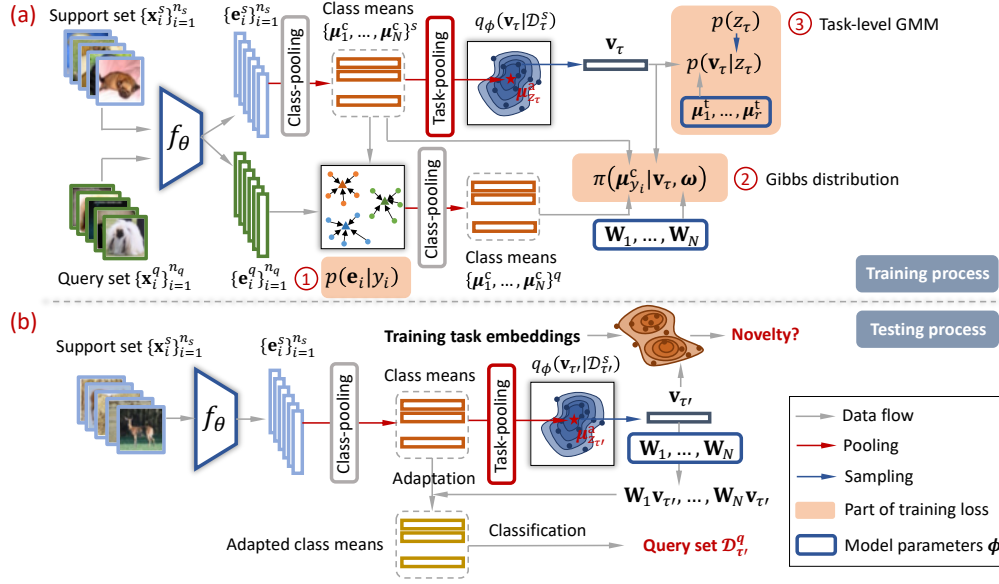 (a)
Support set {x_i^s}_{i=1}^{n_s}
{e_i^s}_{i=1}^{n_s}
Class means
{μ_1^c, …, μ_N^c}^s
q_ϕ(v_τ|D_τ^s)
v_τ
p(z_τ)
③ Task-level GMM
p(v_τ|z_τ)
μ_1^t, …, μ_r^t
Class-pooling
Task-pooling
μ_{z_τ}^a
f_θ
π(μ_{y_i}^c|v_τ, ω)
② Gibbs distribution
Class-pooling
W_1, …, W_N
Query set {x_i^q}_{i=1}^{n_q}
{e_i^q}_{i=1}^{n_q}
① p(e_i|y_i)
Class means
{μ_1^c, …, μ_N^c}^q
Training process
(b)
Support set {x_i^s}_{i=1}^{n_s}
{e_i^s}_{i=1}^{n_s}
Training task embeddings
Novelty?
Testing process
Class means
q_ϕ(v_τ′|D_τ′^s)
v_τ′
f_θ
Class-pooling
Task-pooling
μ_{z_τ′}^a
W_1, …, W_N
Adaptation
W_1v_τ′, …, W_Nv_τ′
Adapted class means
Classification
Query set D_τ′^q
Data flow
Pooling
Sampling
Part of training loss
Model parameters ϕ